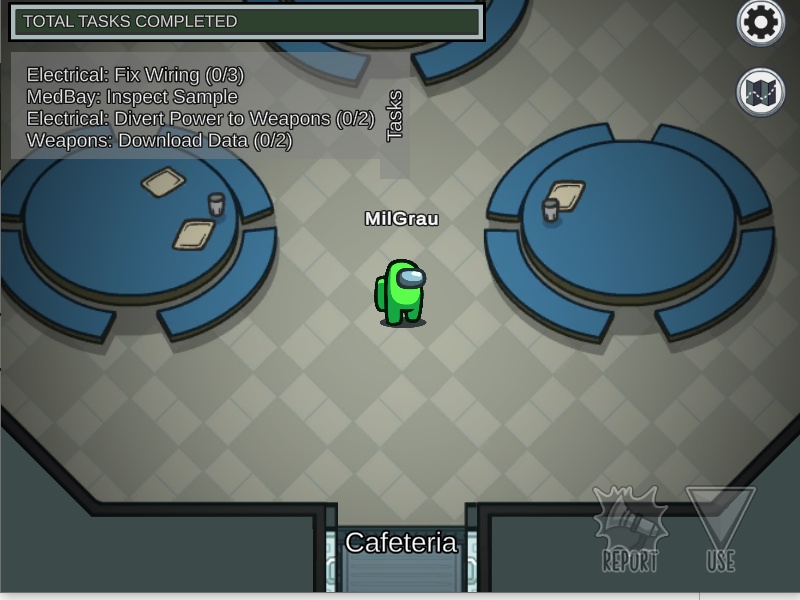 TOTAL TASKS COMPLETED
Electrical: Fix Wiring (0/3)
MedBay: Inspect Sample
Electrical: Divert Power to Weapons (0/2)
Weapons: Download Data (0/2)
Tasks
MilGrau
REPORT
USE
Cafeteria